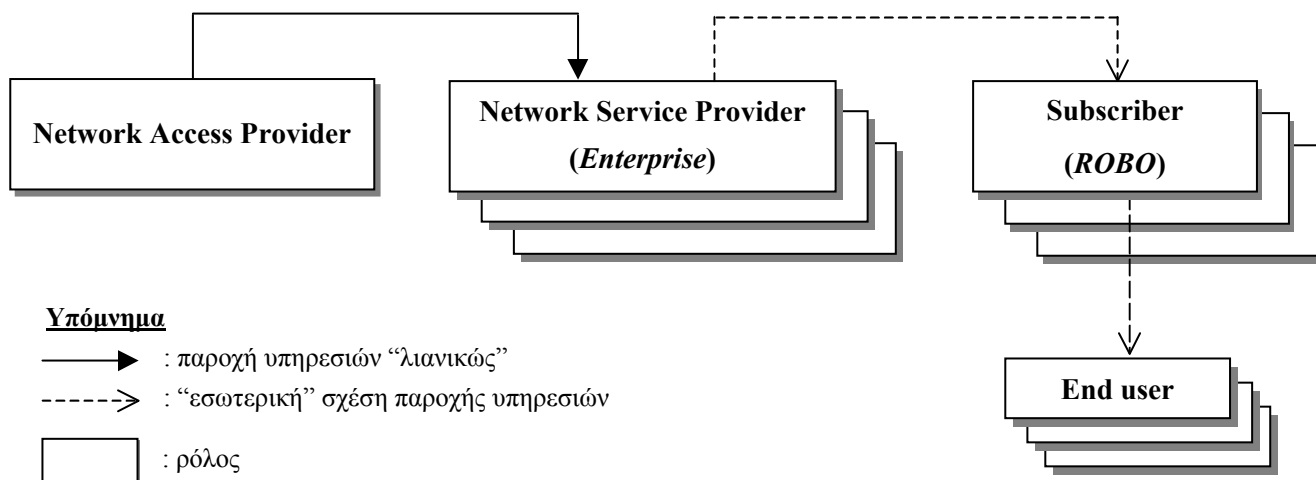 Network Access Provider
Network Service Provider
(Enterprise)
Subscriber
(ROBO)
Υπόμνημα
: παροχή υπηρεσιών “λιανικώς”
: “εσωτερική” σχέση παροχής υπηρεσιών
: ρόλος
End user